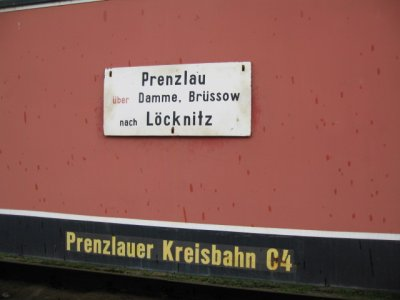 Prenzlau
über Damme, Brüssow
nach Löcknitz
Prenzlauer Kreisbahn C4